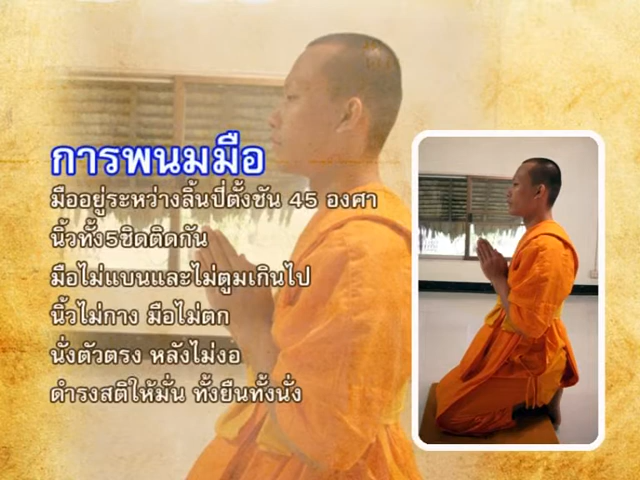 การพนมมือ
มืออยู่ระหว่างลิ้นปี่ตั้งชัน 45 องศา
นิ้วทั้ง5ชิดติดกัน
มือไม่แบนและไม่ตูมเกินไป
นิ้วไม่กาง มือไม่ตก
นั่งตัวตรง หลังไม่งอ
ดำรงสติให้มั่น ทั้งยืนทั้งนั่ง